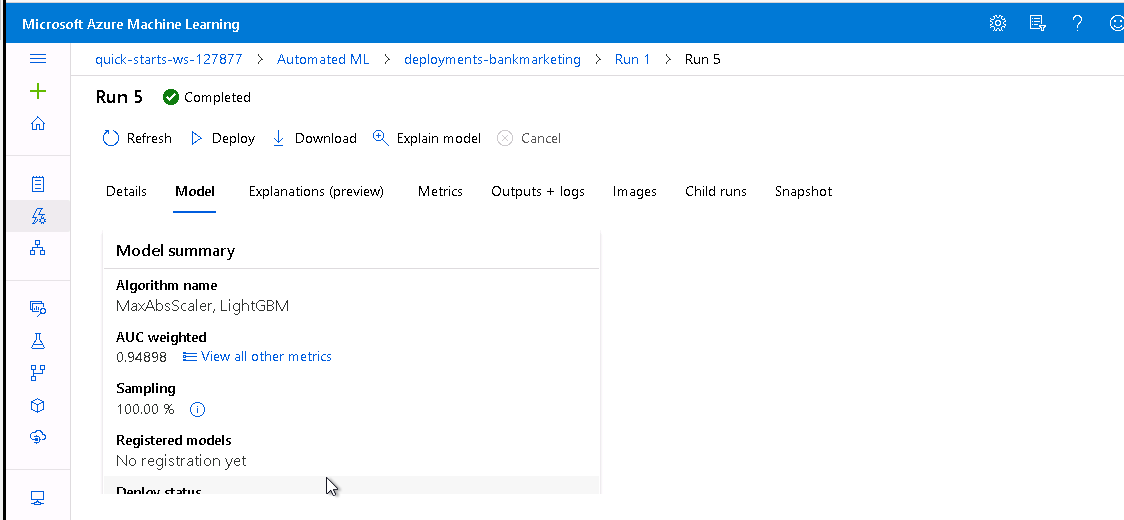 Microsoft Azure Machine Learning
quick-starts-ws-127877 > Automated ML > deployments-bankmarketing > Run 1 > Run 5
Run 5 Completed
Refresh Deploy Download Explain model Cancel
Details Model Explanations (preview) Metrics Outputs + logs Images Child runs Snapshot
Model summary
Algorithm name
MaxAbsScaler, LightGBM
AUC weighted
0.94898 View all other metrics
Sampling
100.00 %
Registered models
No registration yet
Deploy status